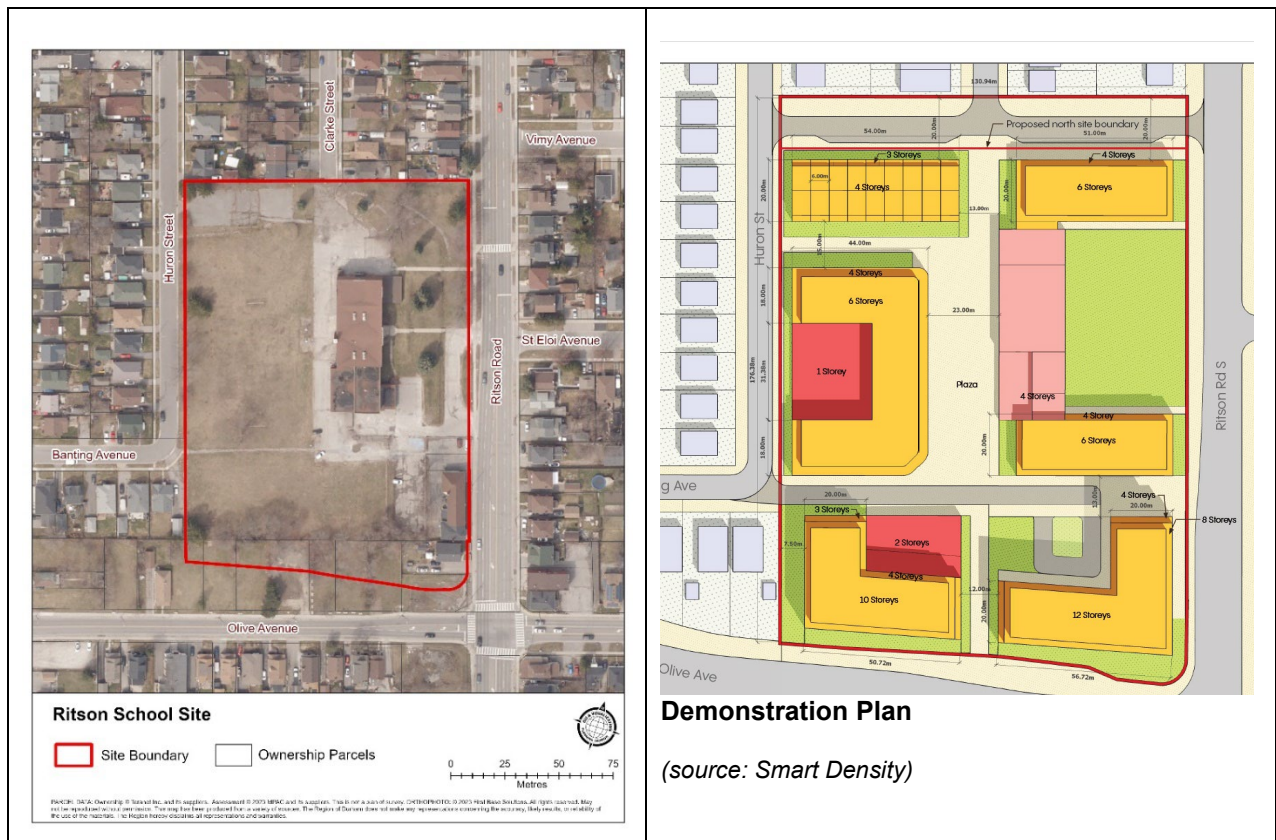 Clarke Street
Vimy Avenue
Huron Street
St Eloi Avenue
Ritson Road
Banting Avenue
Olive Avenue
Ritson School Site
Site Boundary
Ownership Parcels
0 25 50 75
Metres
130.94m
Proposed north site boundary
54.00m
20.00m
51.00m
20.00m
3 Storeys
4 Storeys
6.00m
4 Storeys
6 Storeys
20.00m
20.00m
13.00m
Huron St
44.00m
4 Storeys
6 Storeys
18.00m
23.00m
1 Storey
176.38m
31.38m
Plaza
4 Storeys
4 Storey
6 Storeys
18.00m
20.00m
Ritson Rd S
g Ave
20.00m
13.00m
4 Storeys
20.00m
3 Storeys
8 Storeys
7.50m
2 Storeys
4 Storeys
10 Storeys
12.00m
20.00m
12 Storeys
50.72m
56.72m
Olive Ave
Demonstration Plan
(source: Smart Density)